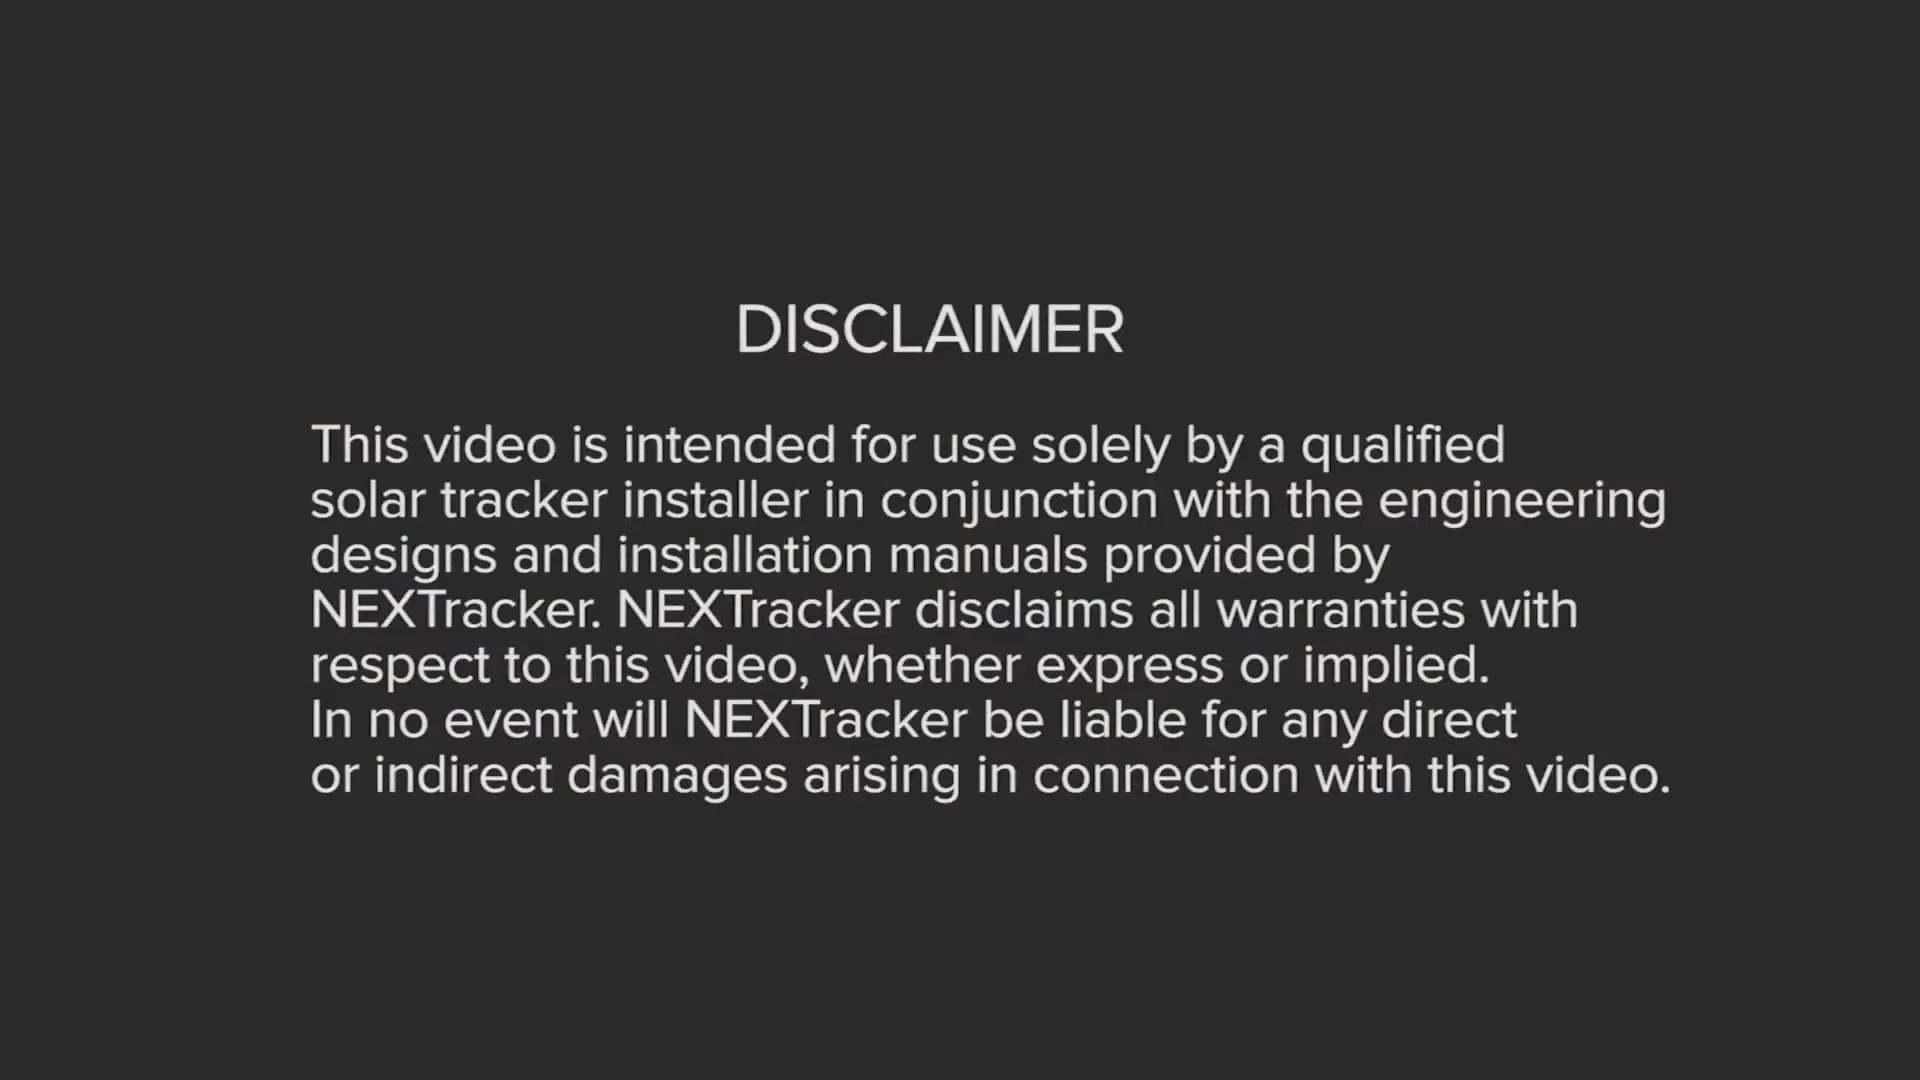 DISCLAIMER
This video is intended for use solely by a qualified
solar tracker installer in conjunction with the engineering
designs and installation manuals provided by
NEXTracker. NEXTracker disclaims all warranties with
respect to this video, whether express or implied.
In no event will NEXTracker be liable for any direct
or indirect damages arising in connection with this video.